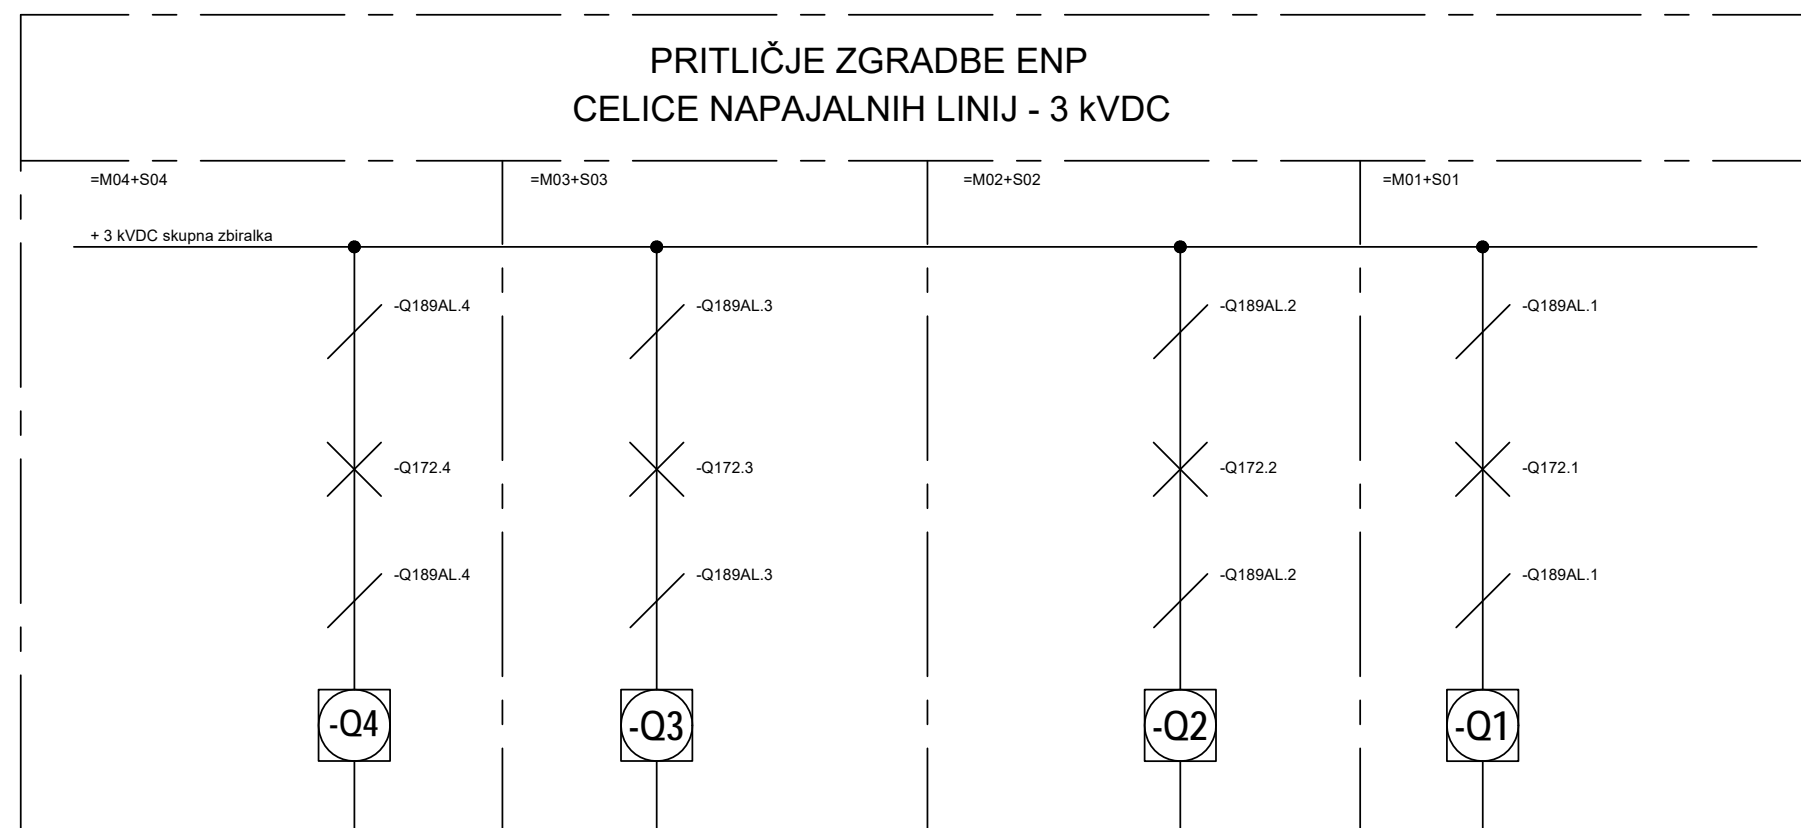 PRITLIČJE ZGRADBE ENP
CELICE NAPAJALNIH LINIJ - 3 kVDC
=M04+S04
=M03+S03
=M02+S02
=M01+S01
+ 3 kVDC skupna zbiralka
-Q189AL.4
-Q189AL.3
-Q189AL.2
-Q189AL.1
-Q172.4
-Q172.3
-Q172.2
-Q172.1
-Q189AL.4
-Q189AL.3
-Q189AL.2
-Q189AL.1
-Q4
-Q3
-Q2
-Q1